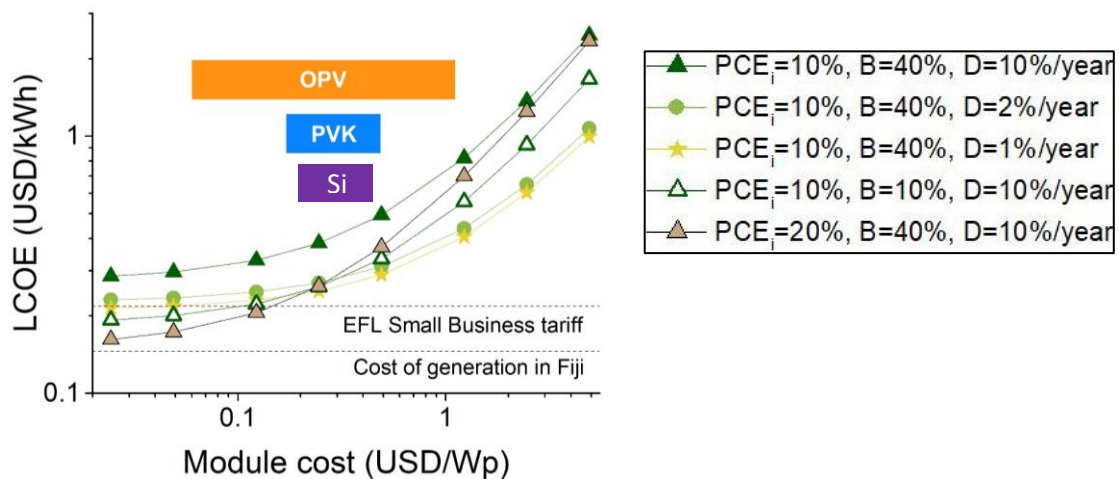 LCOE (USD/kWh)
1
0.1
OPV
PVK
Si
EFL Small Business tariff
Cost of generation in Fiji
0.1
1
Module cost (USD/Wp)
PCEᵢ=10%, B=40%, D=10%/year
PCEᵢ=10%, B=40%, D=2%/year
PCEᵢ=10%, B=40%, D=1%/year
PCEᵢ=10%, B=10%, D=10%/year
PCEᵢ=20%, B=40%, D=10%/year